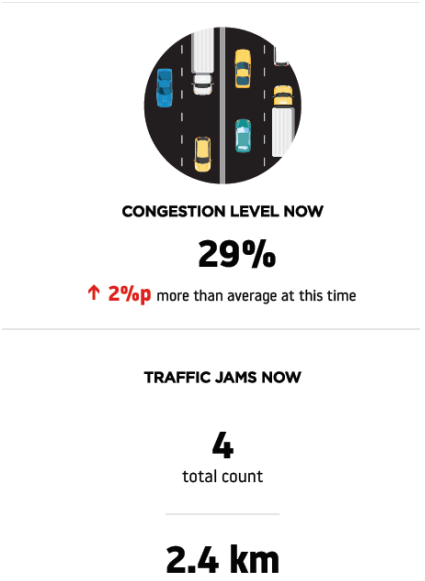 CONGESTION LEVEL NOW
29%
↑ 2%p more than average at this time
TRAFFIC JAMS NOW
4
total count
2.4 km